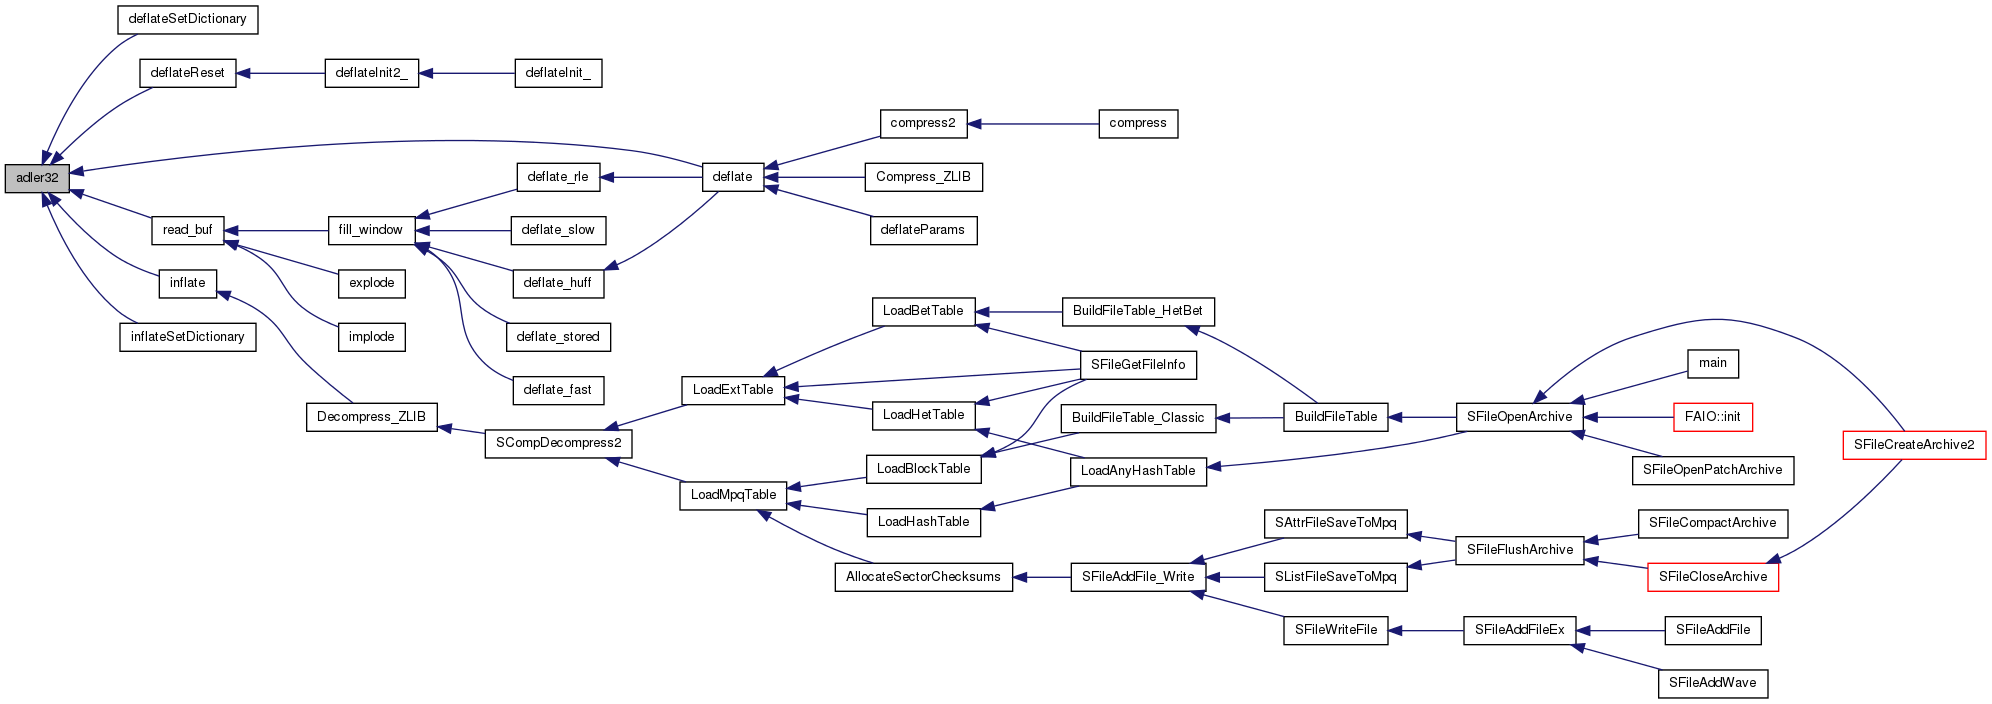 deflateSetDictionary
deflateReset
deflateInit2_
deflateInit_
compress2
compress
adler32
deflate_rle
deflate
Compress_ZLIB
read_buf
fill_window
deflate_slow
deflateParams
inflate
explode
deflate_huff
LoadBetTable
BuildFileTable_HetBet
inflateSetDictionary
implode
deflate_stored
SFileGetFileInfo
main
deflate_fast
LoadExtTable
Decompress_ZLIB
LoadHetTable
BuildFileTable_Classic
BuildFileTable
SFileOpenArchive
FAIO::init
SCompDecompress2
SFileCreateArchive2
LoadBlockTable
LoadAnyHashTable
SFileOpenPatchArchive
LoadMpqTable
LoadHashTable
SAttrFileSaveToMpq
SFileCompactArchive
SFileFlushArchive
AllocateSectorChecksums
SFileAddFile_Write
SListFileSaveToMpq
SFileCloseArchive
SFileWriteFile
SFileAddFileEx
SFileAddFile
SFileAddWave